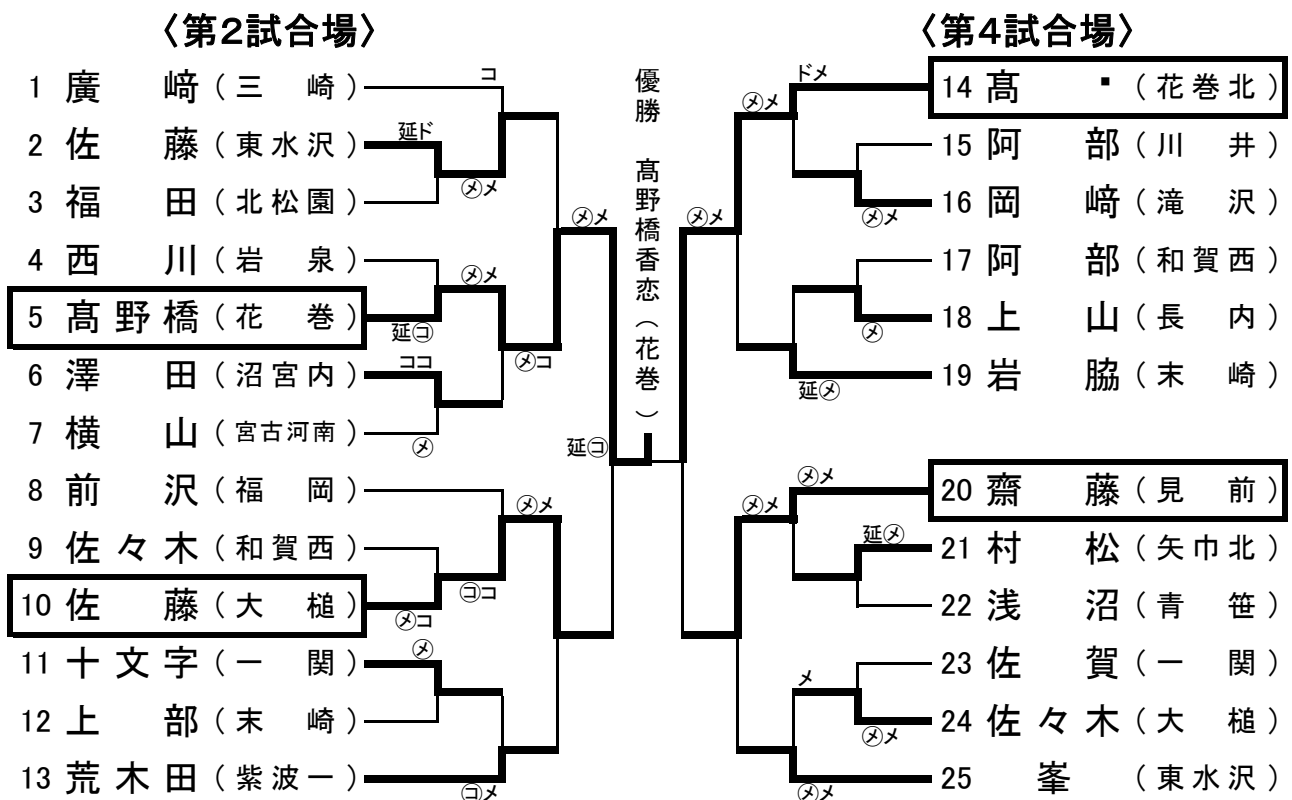 〈第2試合場〉
1 廣﨑（三崎）
コ
2 佐藤（東水沢）
延ド
3 福田（北松園）
㋱メ
4 西川（岩泉）
㋱メ
5 髙野橋（花巻）
延㋙
6 澤田（沼宮内）
ココ
㋱コ
7 横山（宮古河南）
㋱
㋱メ
8 前沢（福岡）
㋱メ
9 佐々木（和賀西）
㋙コ
10 佐藤（大槌）
㋱コ
11 十文字（一関）
㋱
12 上部（末崎）
13 荒木田（紫波一）
㋙メ
延㋙
優勝 髙野橋香恋（花巻）
〈第4試合場〉
ドメ
14 髙（花巻北）
㋱メ
15 阿部（川井）
16 岡﨑（滝沢）
㋱メ
㋱メ
17 阿部（和賀西）
18 上山（長内）
㋱
19 岩脇（末崎）
延㋱
㋱メ
20 齋藤（見前）
㋱メ
延㋱
21 村松（矢巾北）
22 浅沼（青笹）
23 佐賀（一関）
メ
24 佐々木（大槌）
㋱メ
25 峯（東水沢）
㋱メ